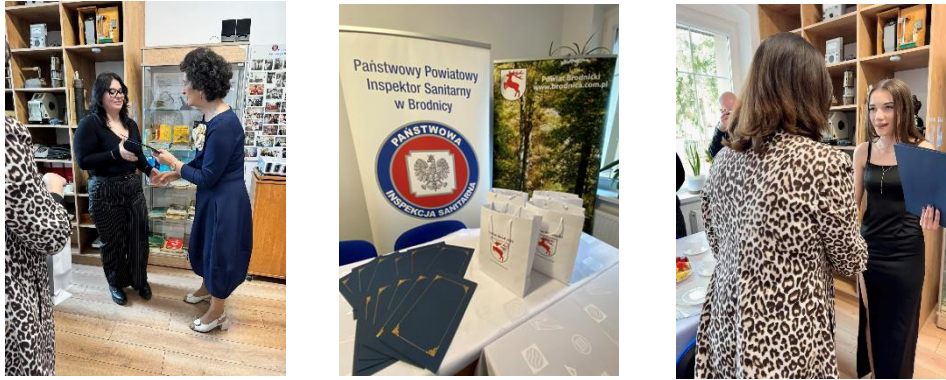 Państwowy Powiatowy
Inspektor Sanitarny
w Brodnicy
PAŃSTWOWA
INSPEKCJA SANITARNA
Powiat Brodnicki
www.brodnica.com.pl